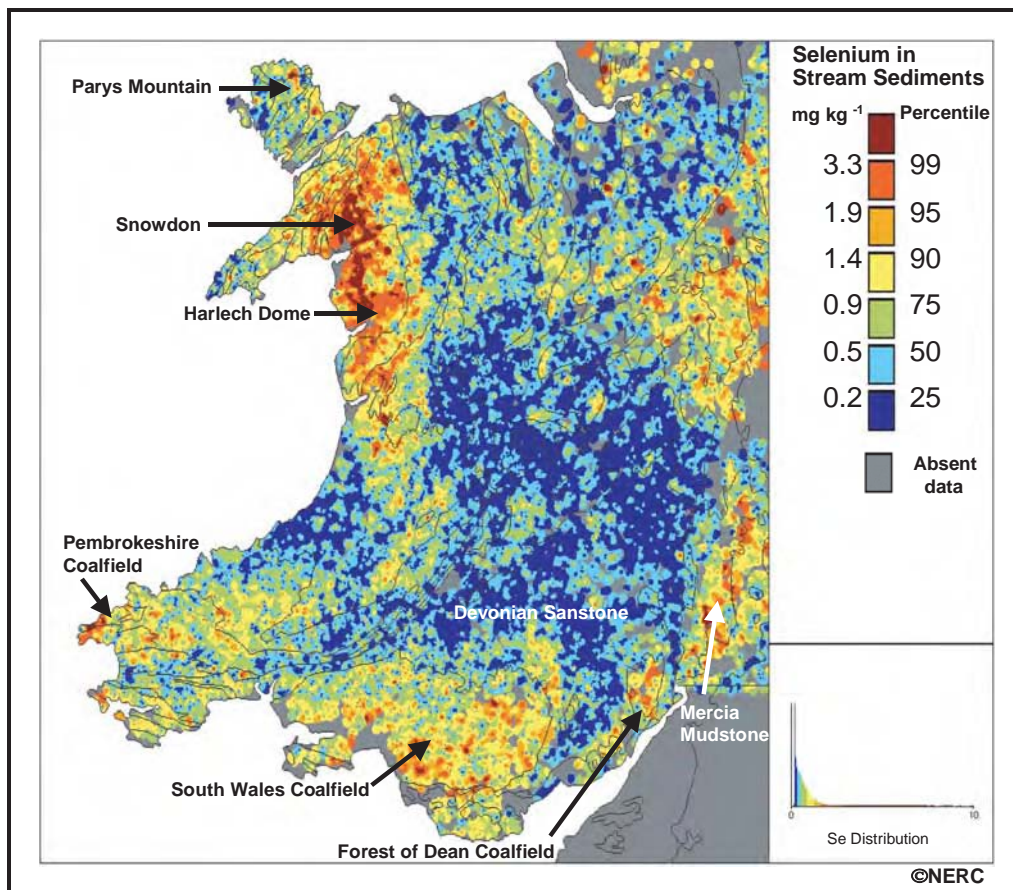 Parys Mountain
Snowdon
Harlech Dome
Pembrokeshire
Coalfield
Devonian Sanstone
Mercia
Mudstone
South Wales Coalfield
Forest of Dean Coalfield
Selenium in
Stream Sediments
mg kg -1 Percentile
3.3 99
1.9 95
1.4 90
0.9 75
0.5 50
0.2 25
Absent
data
0 10
Se Distribution
©NERC